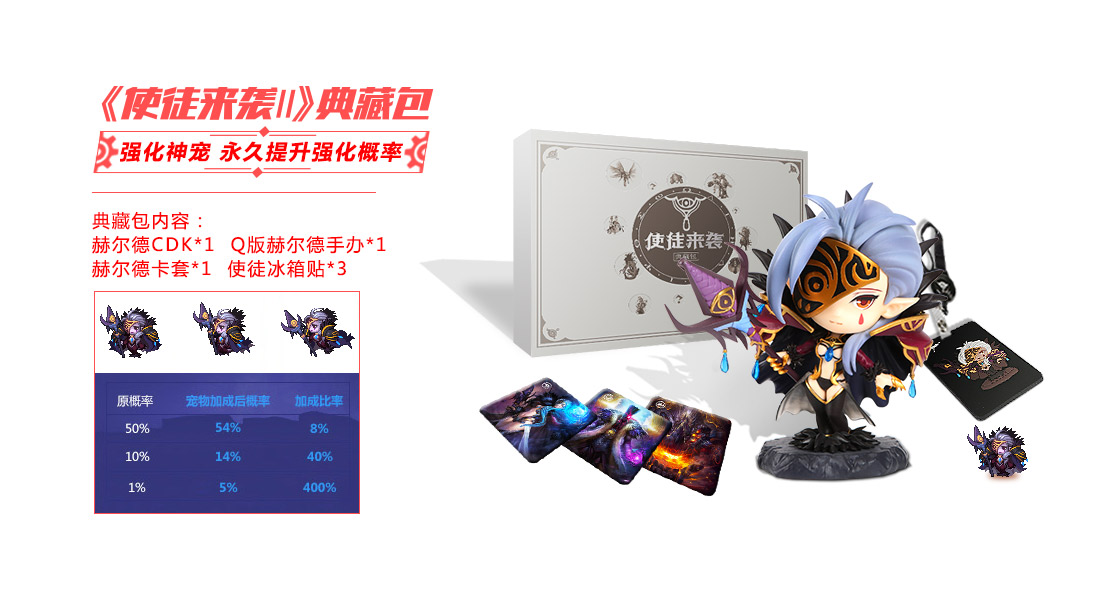 《使徒来袭II》典藏包
强化神宠 永久提升强化概率
典藏包内容：
赫尔德CDK*1 Q版赫尔德手办*1
赫尔德卡套*1 使徒冰箱贴*3
原概率 宠物加成后概率 加成比率
50% 54% 8%
10% 14% 40%
1% 5% 400%
使徒来袭
典藏包